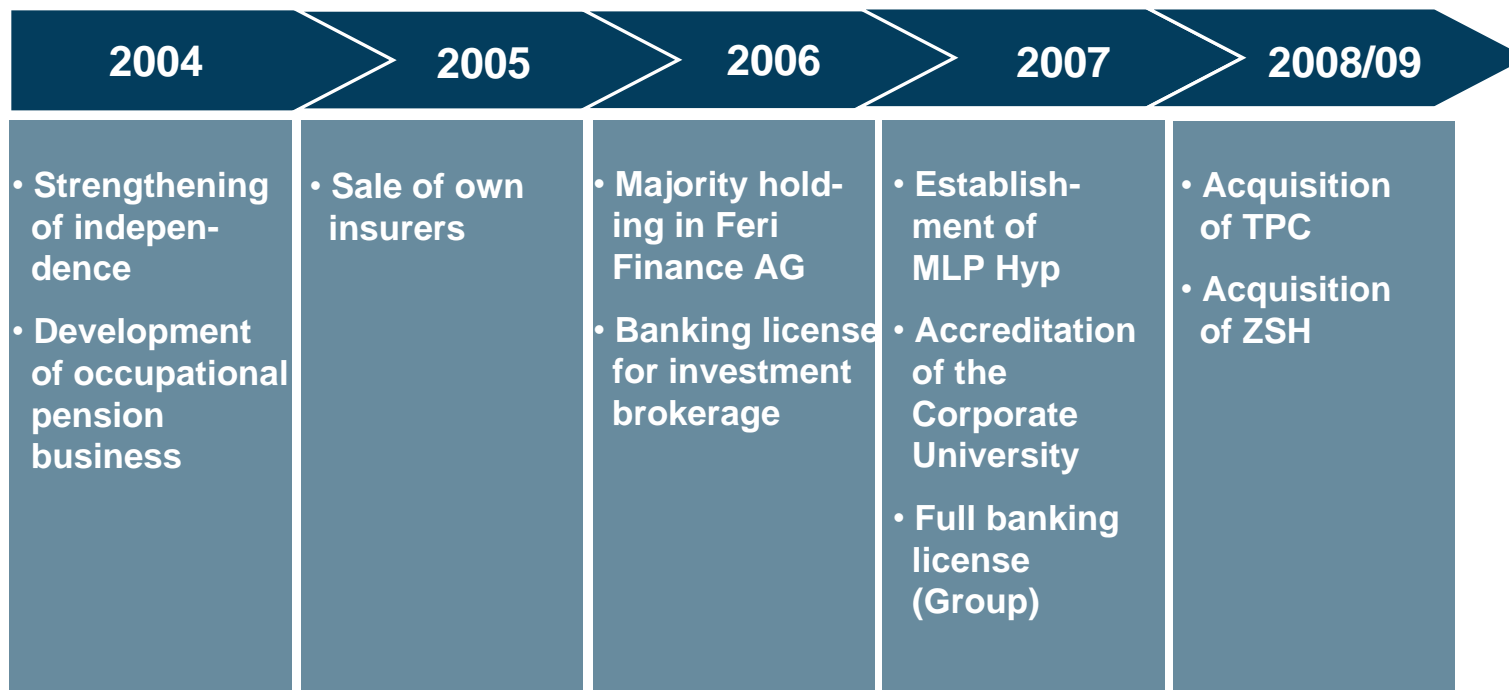 2004
2005
2006
2007
2008/09
• Strengthening
of indepen-
dence
• Development
of occupational
pension
business
• Sale of own
insurers
• Majority hold-
ing in Feri
Finance AG
• Banking license
for investment
brokerage
• Establish-
ment of
MLP Hyp
• Accreditation
of the
Corporate
University
• Full banking
license
(Group)
• Acquisition
of TPC
• Acquisition
of ZSH